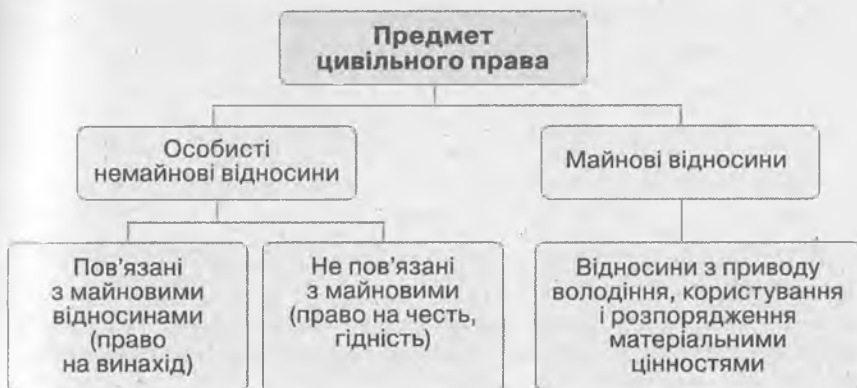 Предмет
цивільного права
Особисті
немайнові відносини
Майнові відносини
Пов’язані
з майновими
відносинами
(право
на винахід)
Не пов’язані
з майновими
(право на честь,
гідність)
Відносини з приводу
володіння, користування
і розпорядження
матеріальними
цінностями